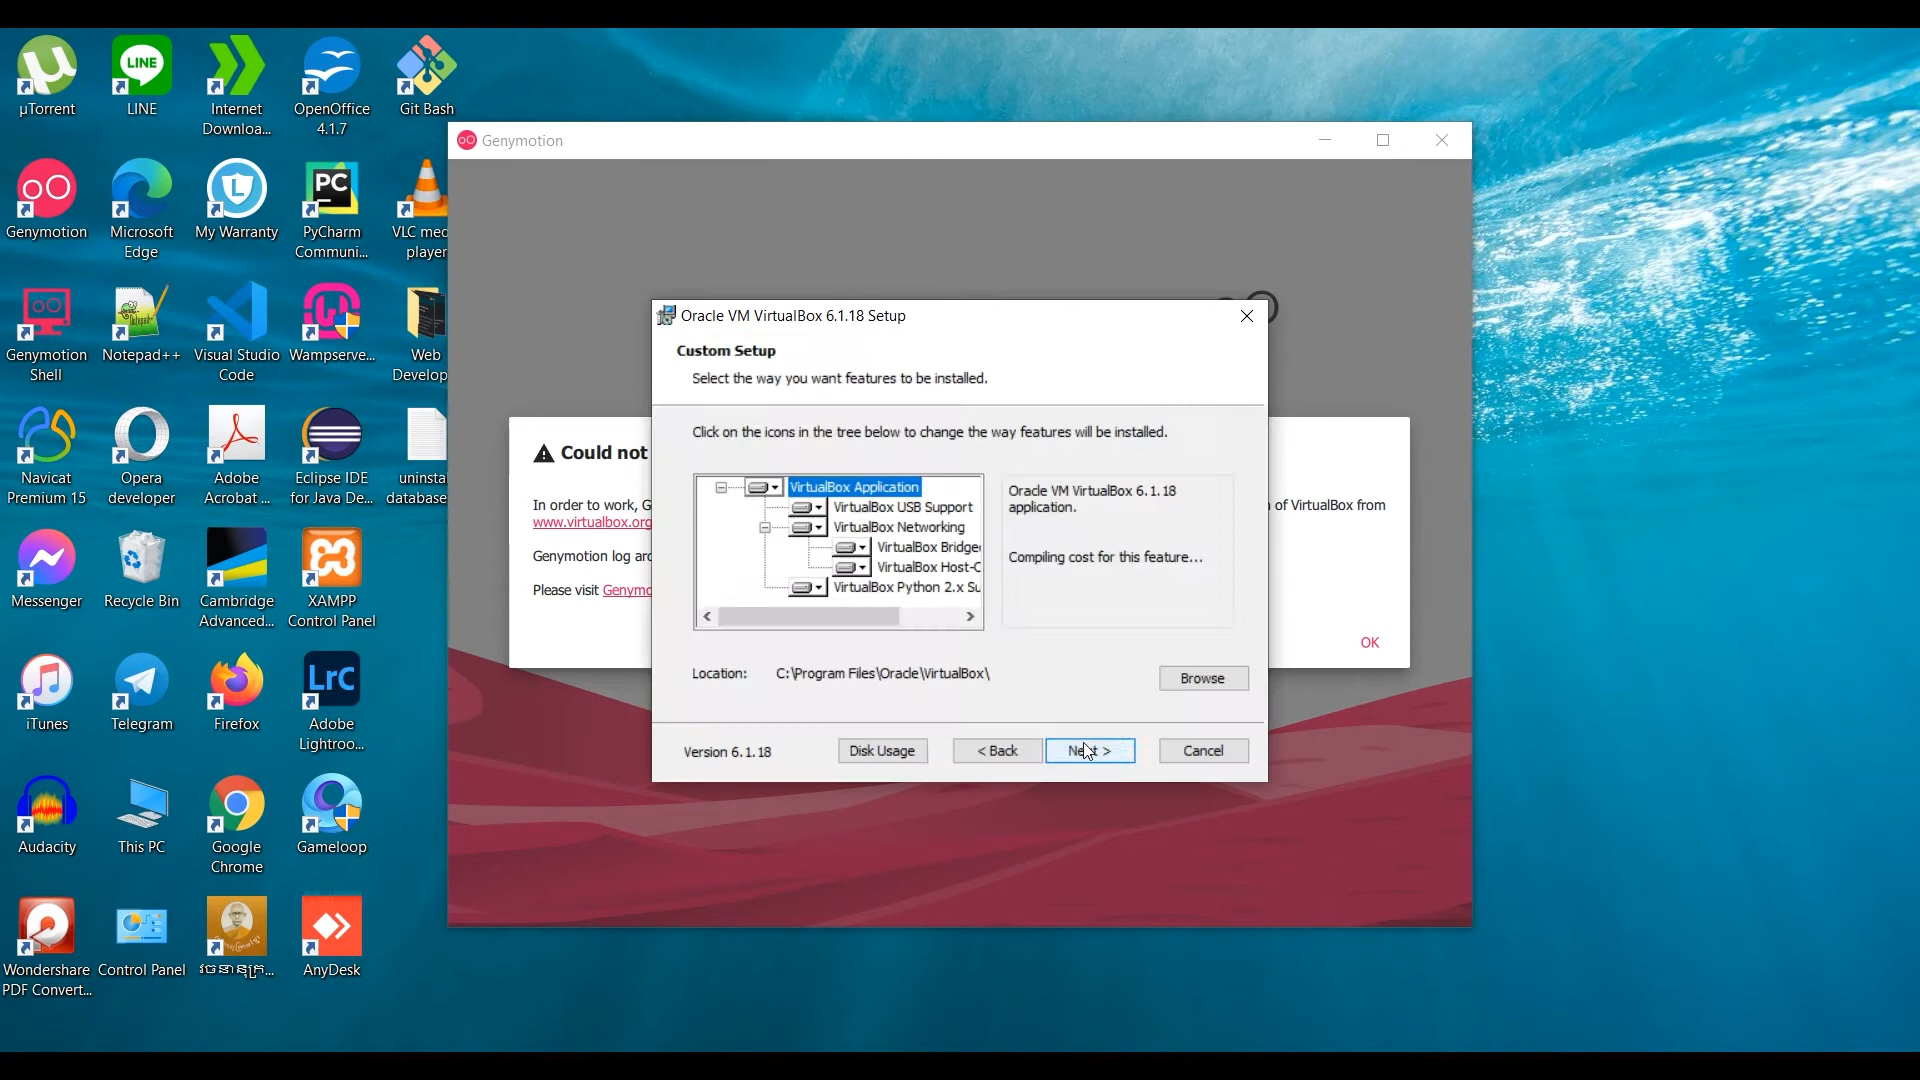 µTorrent
LINE
Internet
Downloa...
OpenOffice
4.1.7
Git Bash
Genymotion
Genymotion
Microsoft
Edge
My Warranty
PyCharm
Communi...
VLC med
player
Genymotion
Shell
Notepad++
Visual Studio
Code
Wampserve...
Web
Develop
Navicat
Premium 15
Opera
developer
Adobe
Acrobat ...
Eclipse IDE
for Java De...
uninsta
database
Messenger
Recycle Bin
Cambridge
Advanced...
XAMPP
Control Panel
iTunes
Telegram
Firefox
Adobe
Lightroo...
Audacity
This PC
Google
Chrome
Gameloop
Wondershare
PDF Convert...
Control Panel
AnyDesk
LINE
PC
LrC
Could not
In order to work, G
of VirtualBox from
www.virtualbox.org
Genymotion log arc
Please visit Genymo
OK
Oracle VM VirtualBox 6.1.18 Setup
Custom Setup
Select the way you want features to be installed.
Click on the icons in the tree below to change the way features will be installed.
VirtualBox Application
VirtualBox USB Support
VirtualBox Networking
VirtualBox Bridge
VirtualBox Host-O
VirtualBox Python 2.x Su
Oracle VM VirtualBox 6.1.18
application.
Compiling cost for this feature...
Location: C:\Program Files\Oracle\VirtualBox\
Browse
Version 6.1.18
Disk Usage
< Back
Next >
Cancel